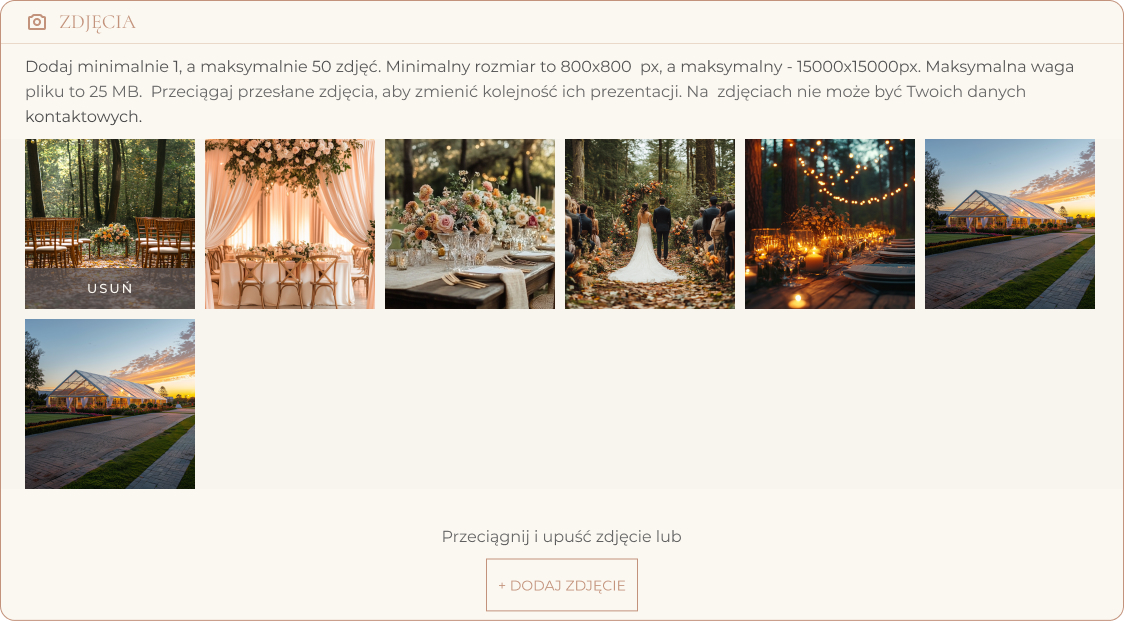 ZDJĘCIA
Dodaj minimalnie 1, a maksymalnie 50 zdjęć. Minimalny rozmiar to 800x800  px, a maksymalny - 15000x15000px. Maksymalna waga
pliku to 25 MB.  Przeciągaj przesłane zdjęcia, aby zmienić kolejność ich prezentacji. Na  zdjęciach nie może być Twoich danych
kontaktowych.
USUŃ
Przeciągnij i upuść zdjęcie lub
+ DODAJ ZDJĘCIE